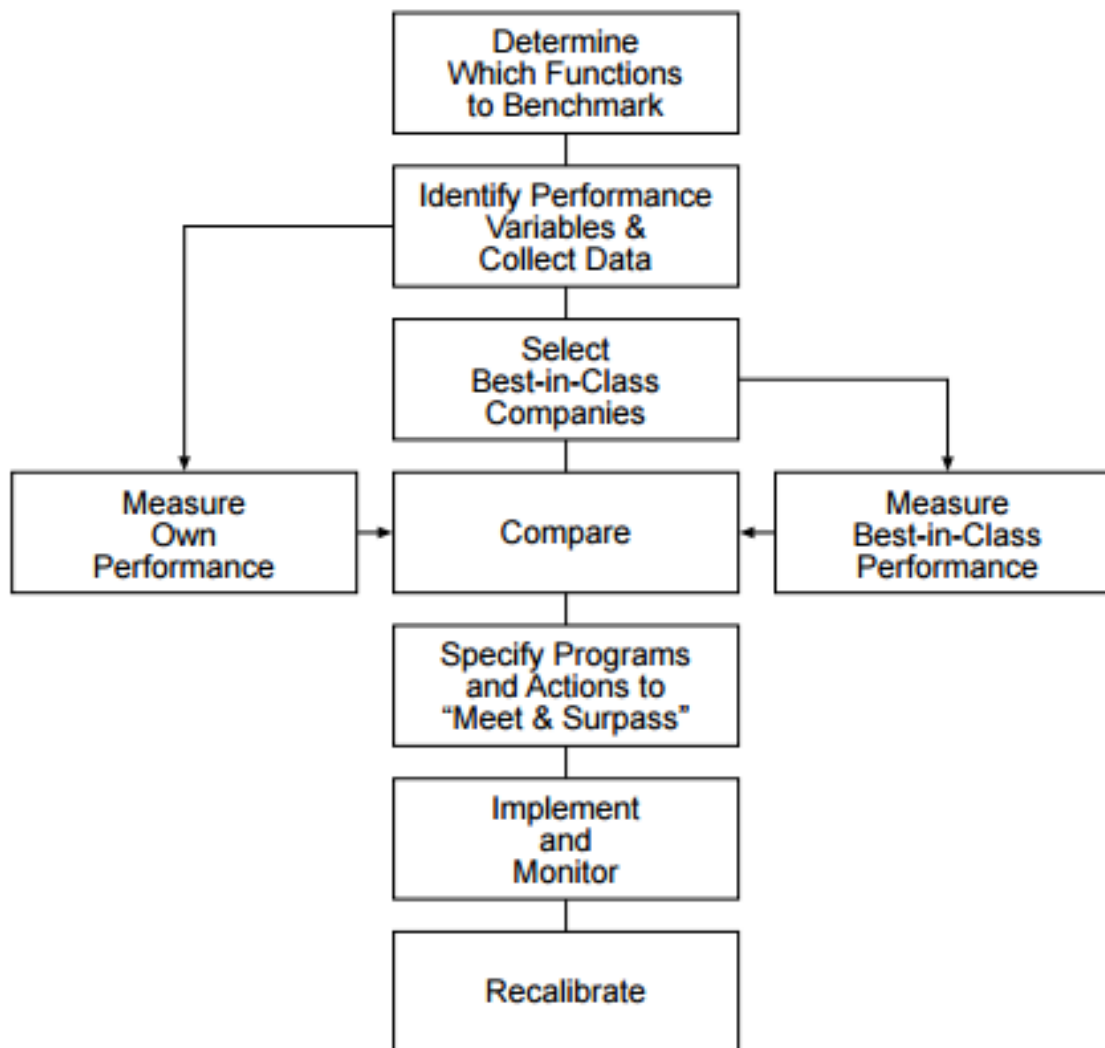 Determine
Which Functions
to Benchmark
Identify Performance
Variables &
Collect Data
Select
Best-in-Class
Companies
Measure
Own
Performance
Compare
Measure
Best-in-Class
Performance
Specify Programs
and Actions to
“Meet & Surpass”
Implement
and
Monitor
Recalibrate